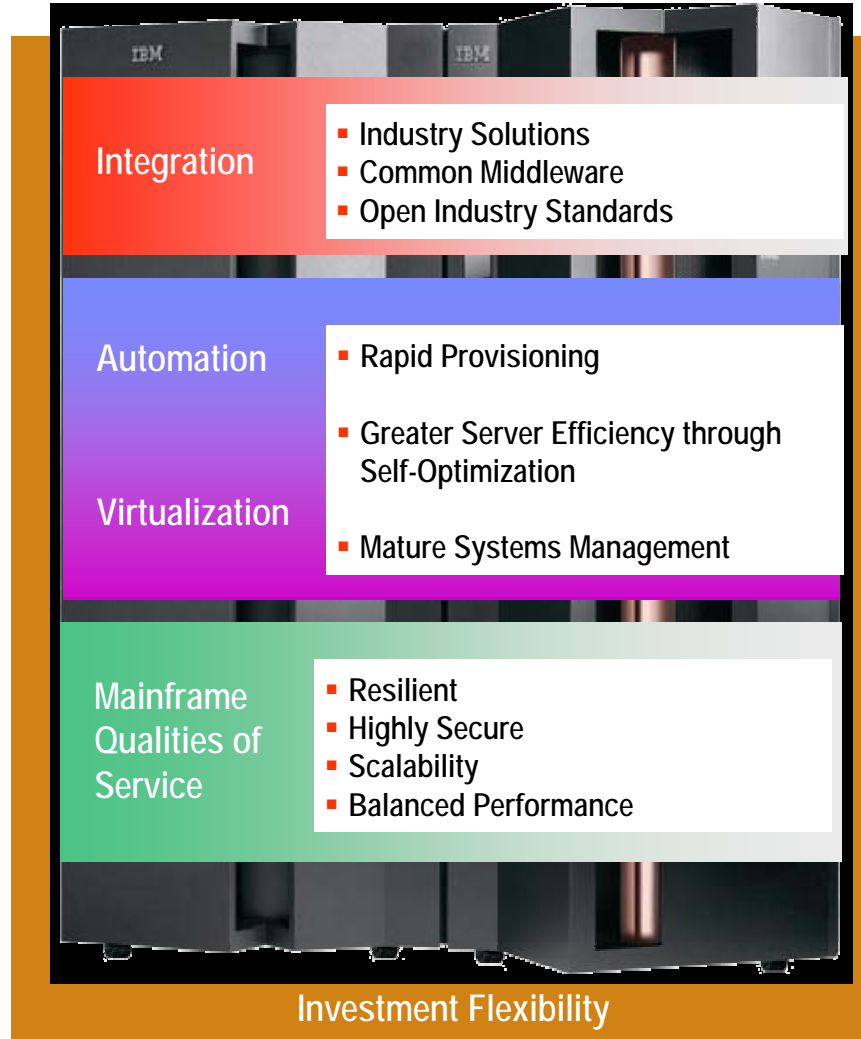 IBM
IBM
Integration
▪ Industry Solutions
▪ Common Middleware
▪ Open Industry Standards
Automation
▪ Rapid Provisioning
▪ Greater Server Efficiency through
Self-Optimization
Virtualization
▪ Mature Systems Management
Mainframe
Qualities of
Service
▪ Resilient
▪ Highly Secure
▪ Scalability
▪ Balanced Performance
Investment Flexibility